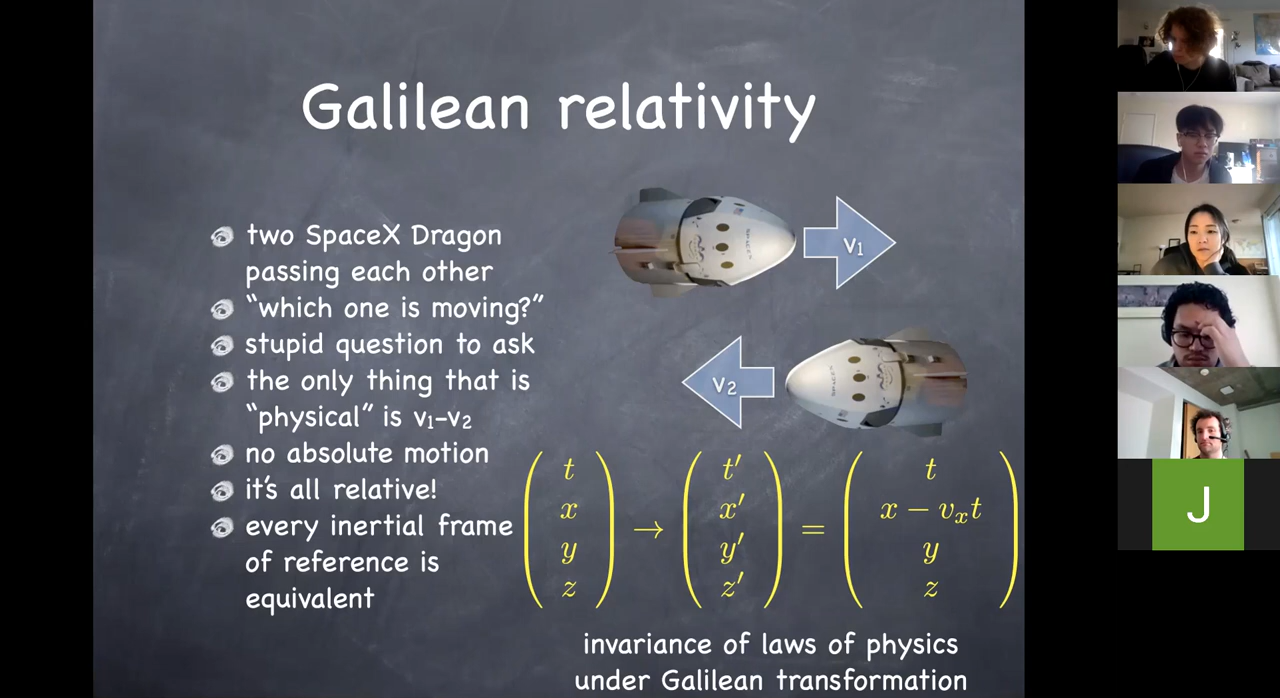 Galilean relativity
two SpaceX Dragon
passing each other
“which one is moving?”
stupid question to ask
the only thing that is
“physical” is v₁-v₂
no absolute motion
it's all relative!
every inertial frame
of reference is
equivalent
v₁
v₂
SPACEX
t t′ t
x x′ x − vₓt
→ =
y y′ y
z z′ z
invariance of laws of physics
under Galilean transformation
J